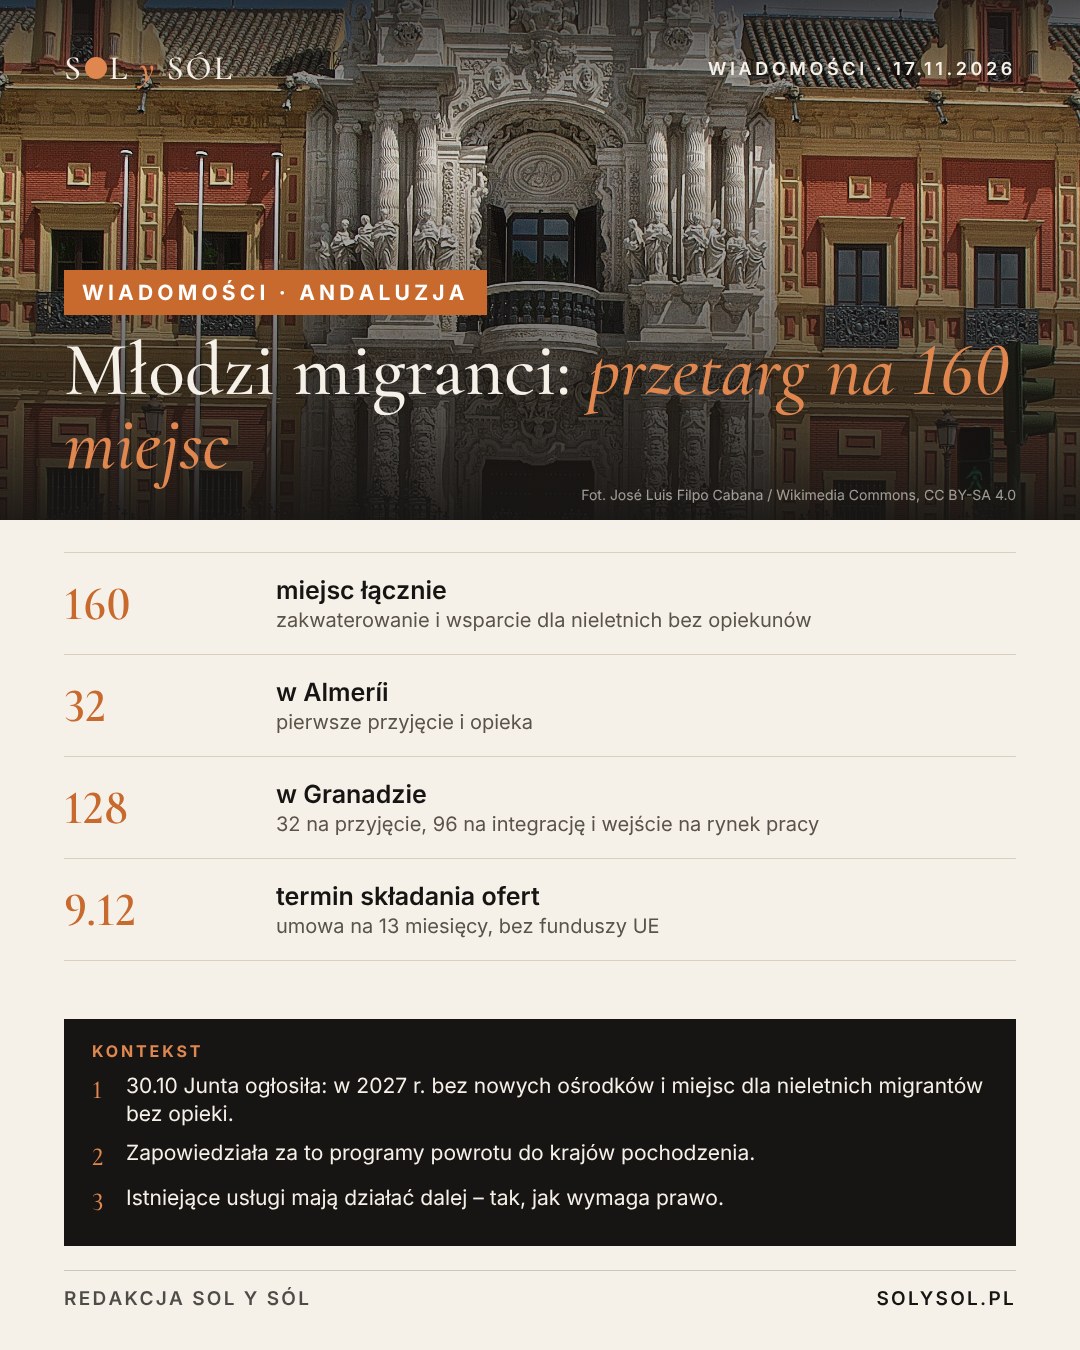 SOL y SÓL
WIADOMOŚCI · 17.11.2026
WIADOMOŚCI · ANDALUZJA
Młodzi migranci: przetarg na 160
miejsc
Fot. José Luis Filpo Cabana / Wikimedia Commons, CC BY-SA 4.0
160
miejsc łącznie
zakwaterowanie i wsparcie dla nieletnich bez opiekunów
32
w Almeríi
pierwsze przyjęcie i opieka
128
w Granadzie
32 na przyjęcie, 96 na integrację i wejście na rynek pracy
9.12
termin składania ofert
umowa na 13 miesięcy, bez funduszy UE
KONTEKST
1 30.10 Junta ogłosiła: w 2027 r. bez nowych ośrodków i miejsc dla nieletnich migrantów
bez opieki.
2 Zapowiedziała za to programy powrotu do krajów pochodzenia.
3 Istniejące usługi mają działać dalej – tak, jak wymaga prawo.
REDAKCJA SOL Y SÓL
SOLYSOL.PL